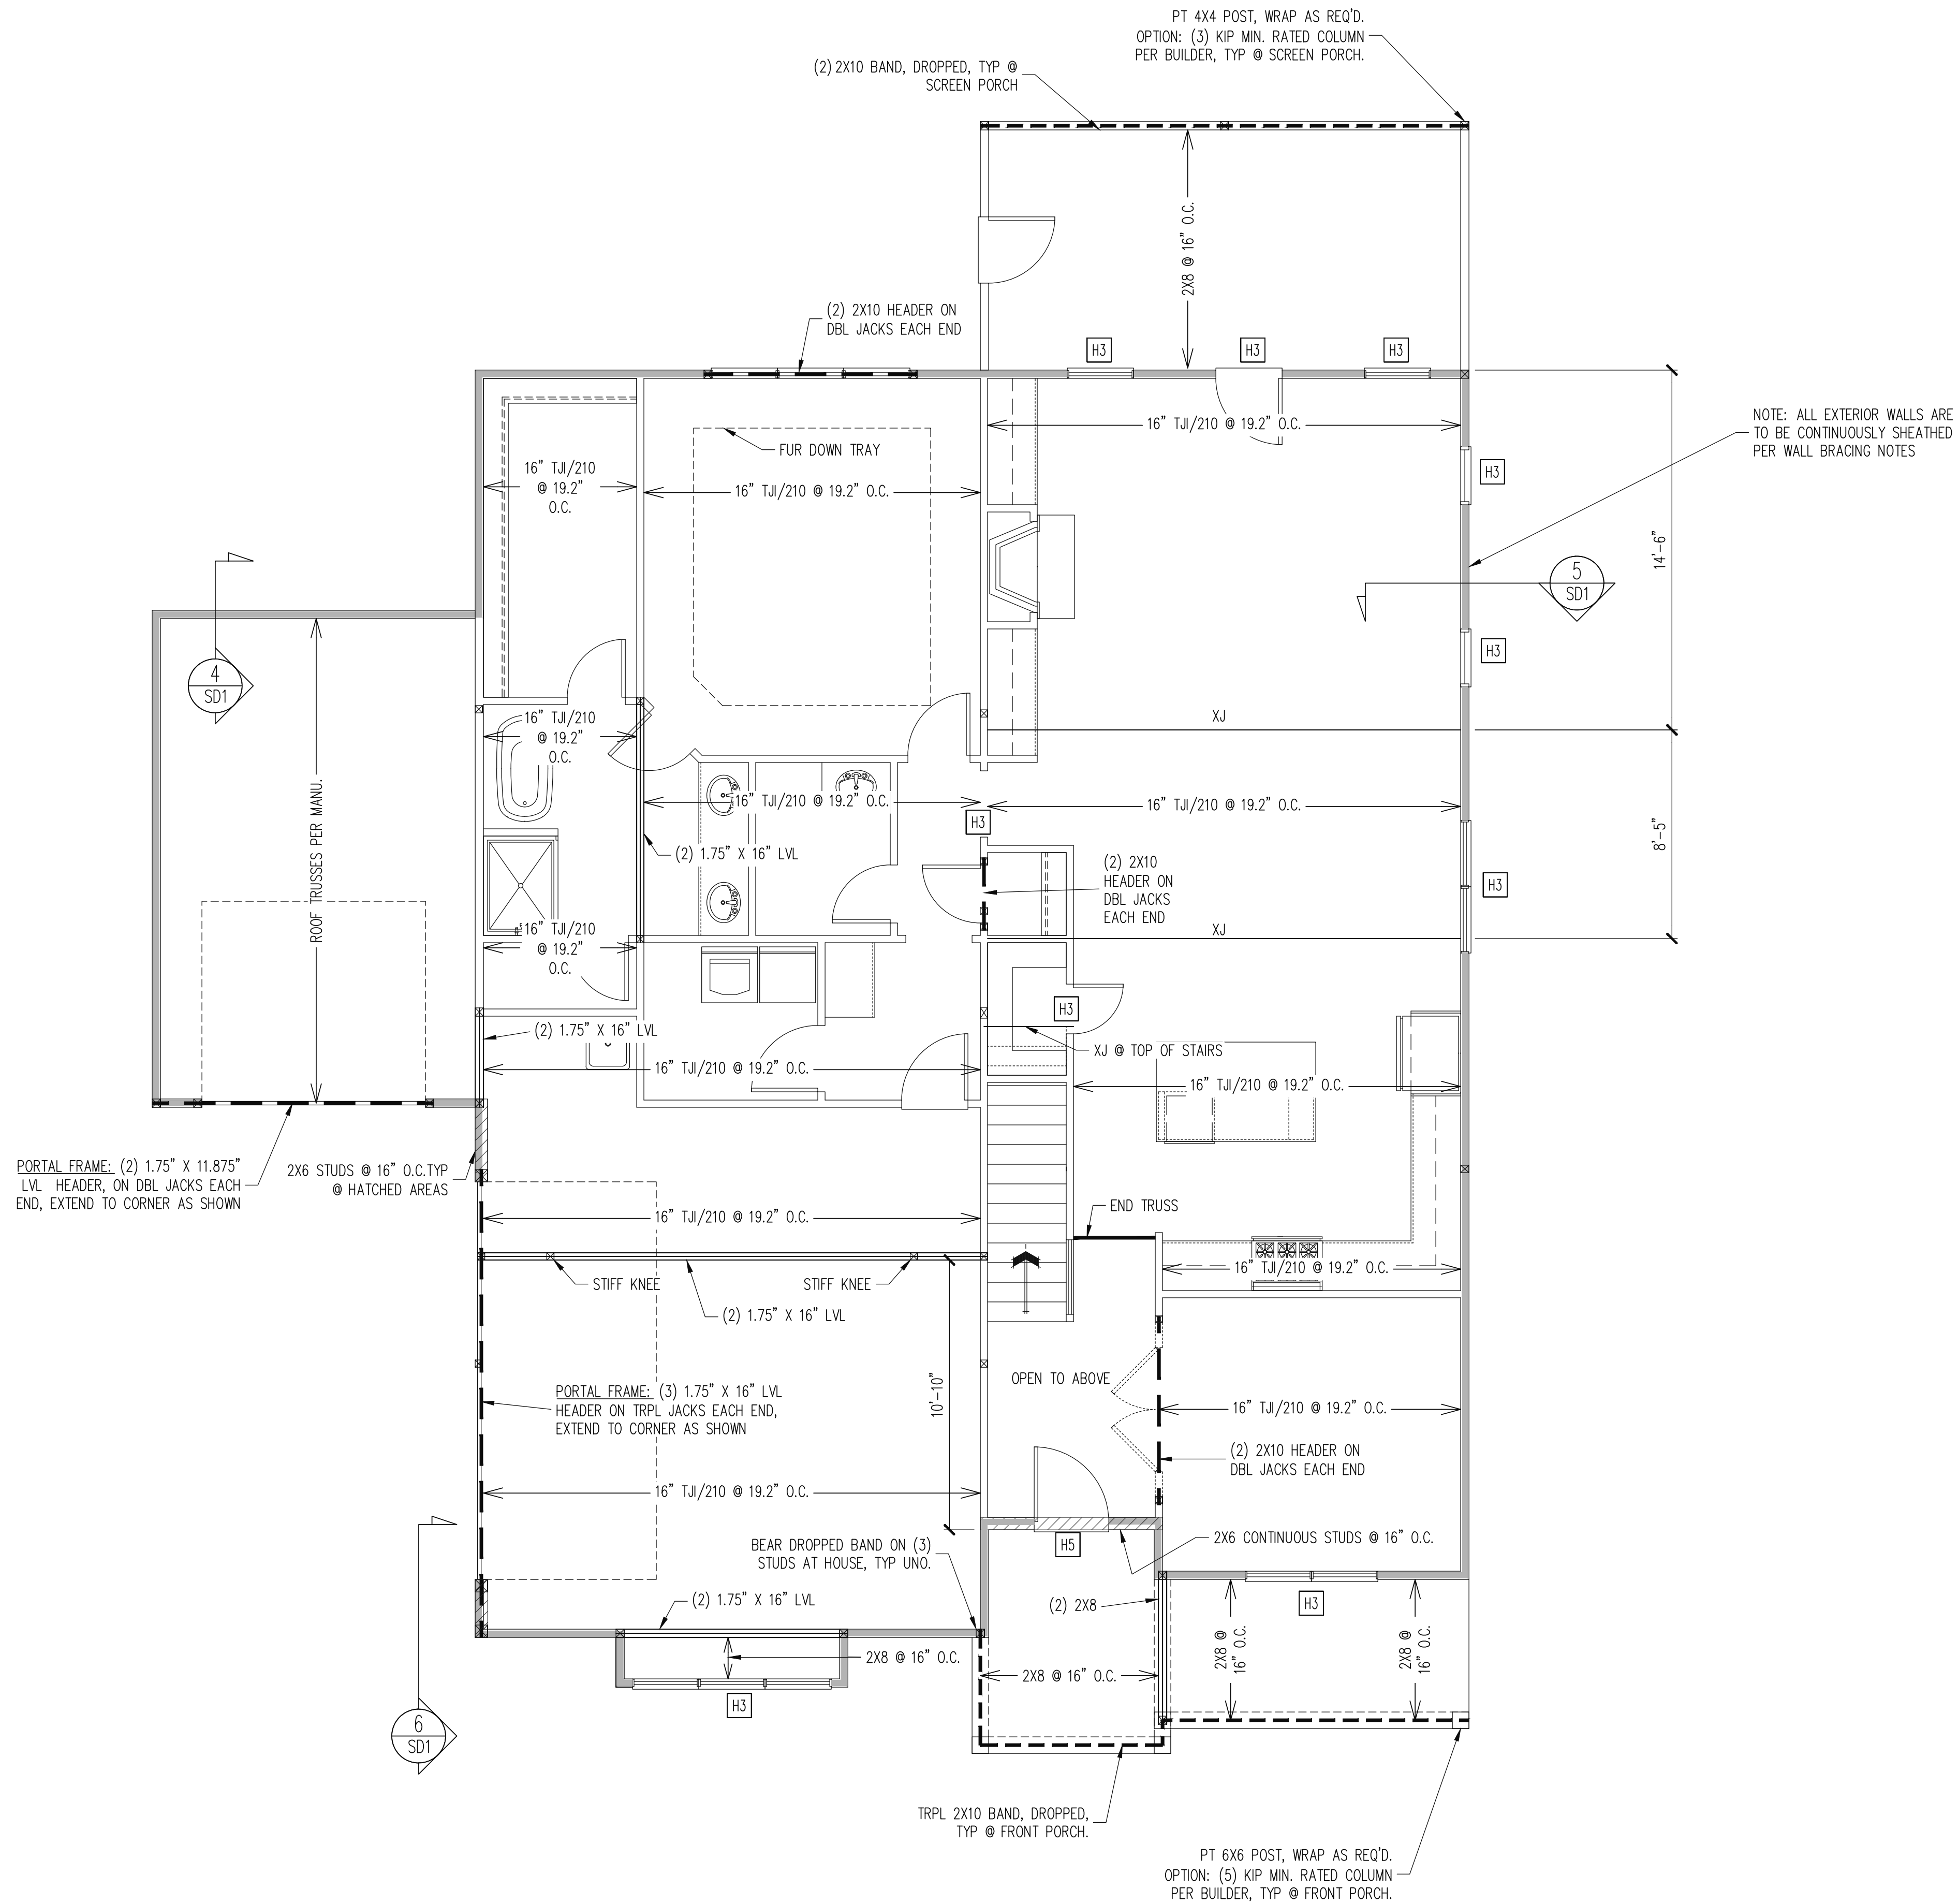 PT 4X4 POST, WRAP AS REQ'D.
OPTION: (3) KIP MIN. RATED COLUMN
PER BUILDER, TYP @ SCREEN PORCH.
(2) 2X10 BAND, DROPPED, TYP @
SCREEN PORCH
2X8 @ 16" O.C.
(2) 2X10 HEADER ON
DBL JACKS EACH END
H3
H3
H3
NOTE: ALL EXTERIOR WALLS ARE
TO BE CONTINUOUSLY SHEATHED
PER WALL BRACING NOTES
16" TJI/210 @ 19.2" O.C.
FUR DOWN TRAY
16" TJI/210
@ 19.2"
O.C.
16" TJI/210 @ 19.2" O.C.
H3
14'-6"
5
SD1
H3
4
SD1
16" TJI/210
@ 19.2"
O.C.
XJ
16" TJI/210 @ 19.2" O.C.
16" TJI/210 @ 19.2" O.C.
H3
8'-5"
ROOF TRUSSES PER MANU.
(2) 1.75" X 16" LVL
(2) 2X10
HEADER ON
DBL JACKS
EACH END
H3
16" TJI/210
@ 19.2"
O.C.
XJ
H3
(2) 1.75" X 16" LVL
XJ @ TOP OF STAIRS
16" TJI/210 @ 19.2" O.C.
16" TJI/210 @ 19.2" O.C.
PORTAL FRAME: (2) 1.75" X 11.875"
LVL HEADER, ON DBL JACKS EACH
END, EXTEND TO CORNER AS SHOWN
2X6 STUDS @ 16" O.C.TYP
@ HATCHED AREAS
END TRUSS
16" TJI/210 @ 19.2" O.C.
16" TJI/210 @ 19.2" O.C.
STIFF KNEE
STIFF KNEE
(2) 1.75" X 16" LVL
OPEN TO ABOVE
PORTAL FRAME: (3) 1.75" X 16" LVL
HEADER ON TRPL JACKS EACH END,
EXTEND TO CORNER AS SHOWN
10'-10"
16" TJI/210 @ 19.2" O.C.
(2) 2X10 HEADER ON
DBL JACKS EACH END
16" TJI/210 @ 19.2" O.C.
BEAR DROPPED BAND ON (3)
STUDS AT HOUSE, TYP UNO.
H5
2X6 CONTINUOUS STUDS @ 16" O.C.
(2) 1.75" X 16" LVL
(2) 2X8
H3
2X8 @
16" O.C.
2X8 @
16" O.C.
2X8 @ 16" O.C.
2X8 @ 16" O.C.
H3
6
SD1
TRPL 2X10 BAND, DROPPED,
TYP @ FRONT PORCH.
PT 6X6 POST, WRAP AS REQ'D.
OPTION: (5) KIP MIN. RATED COLUMN
PER BUILDER, TYP @ FRONT PORCH.